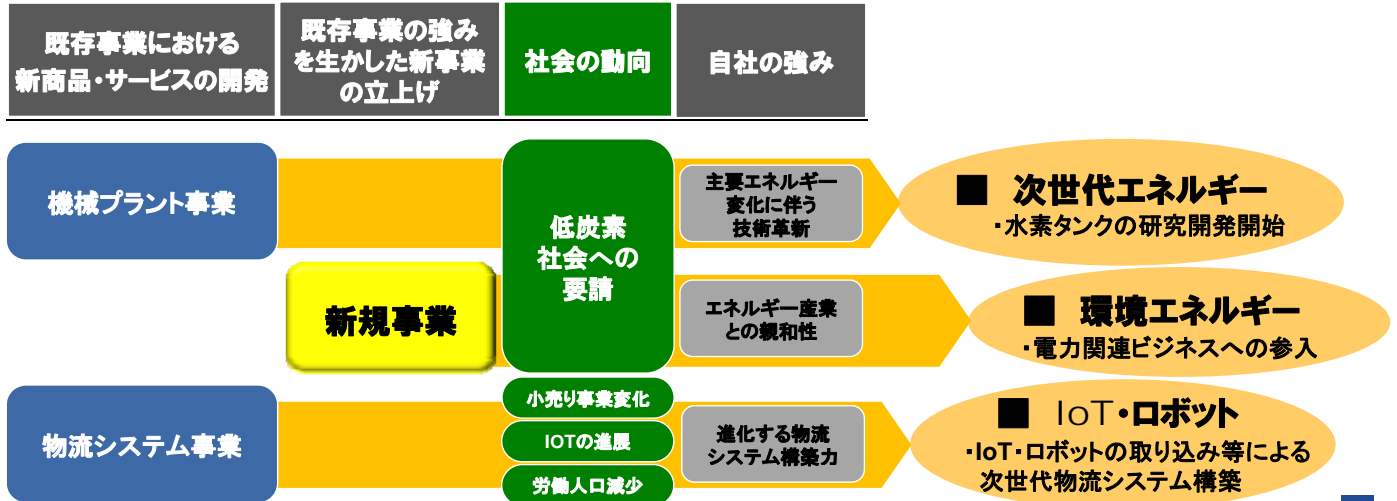 既存事業における
新商品・サービスの開発
既存事業の強み
を生かした新事業
の立上げ
社会の動向
自社の強み
機械プラント事業
低炭素
社会への
要請
主要エネルギー
変化に伴う
技術革新
■ 次世代エネルギー
・水素タンクの研究開発開始
新規事業
エネルギー産業
との親和性
■ 環境エネルギー
・電力関連ビジネスへの参入
物流システム事業
小売り事業変化
IOTの進展
労働人口減少
進化する物流
システム構築力
■ IoT・ロボット
・IoT・ロボットの取り込み等による
次世代物流システム構築